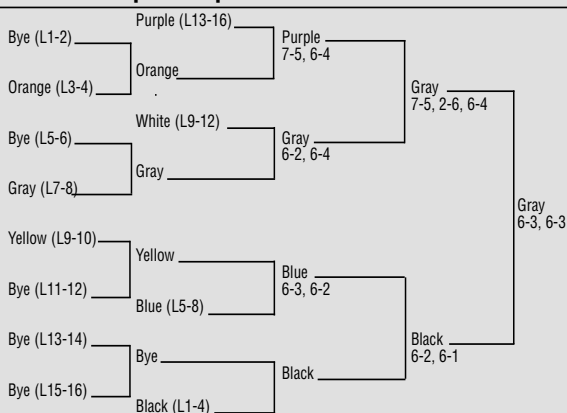 Bye (L1-2)
Orange (L3-4)
Bye (L5-6)
Gray (L7-8)
Yellow (L9-10)
Bye (L11-12)
Bye (L13-14)
Bye (L15-16)
Purple (L13-16)
Orange
White (L9-12)
Gray
Yellow
Blue (L5-8)
Bye
Black (L1-4)
Purple
7-5, 6-4
Gray
6-2, 6-4
Blue
6-3, 6-2
Black
Gray
7-5, 2-6, 6-4
Black
6-2, 6-1
Gray
6-3, 6-3